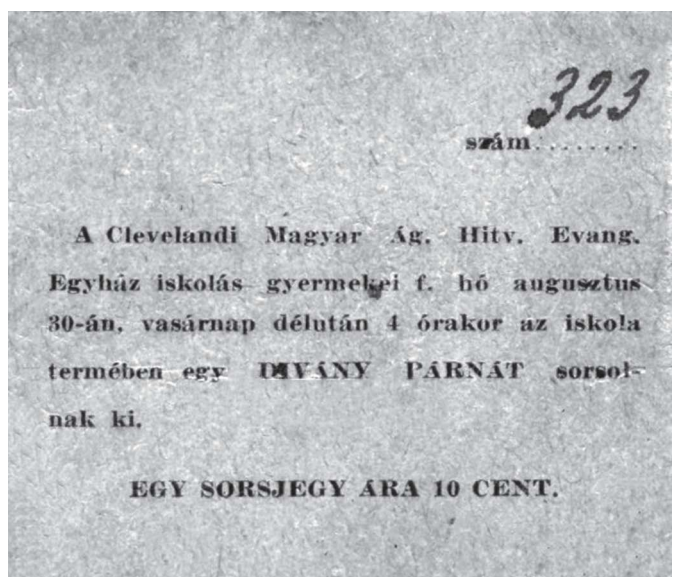 323
szám.........
A Clevelandi Magyar Ág. Hitv. Evang.
Egyház iskolás gyermekei f. hó augusztus
30-án, vasárnap délután 4 órakor az iskola
termében egy DIVÁNY PÁRNÁT sorsol-
nak ki.
EGY SORSJEGY ÁRA 10 CENT.